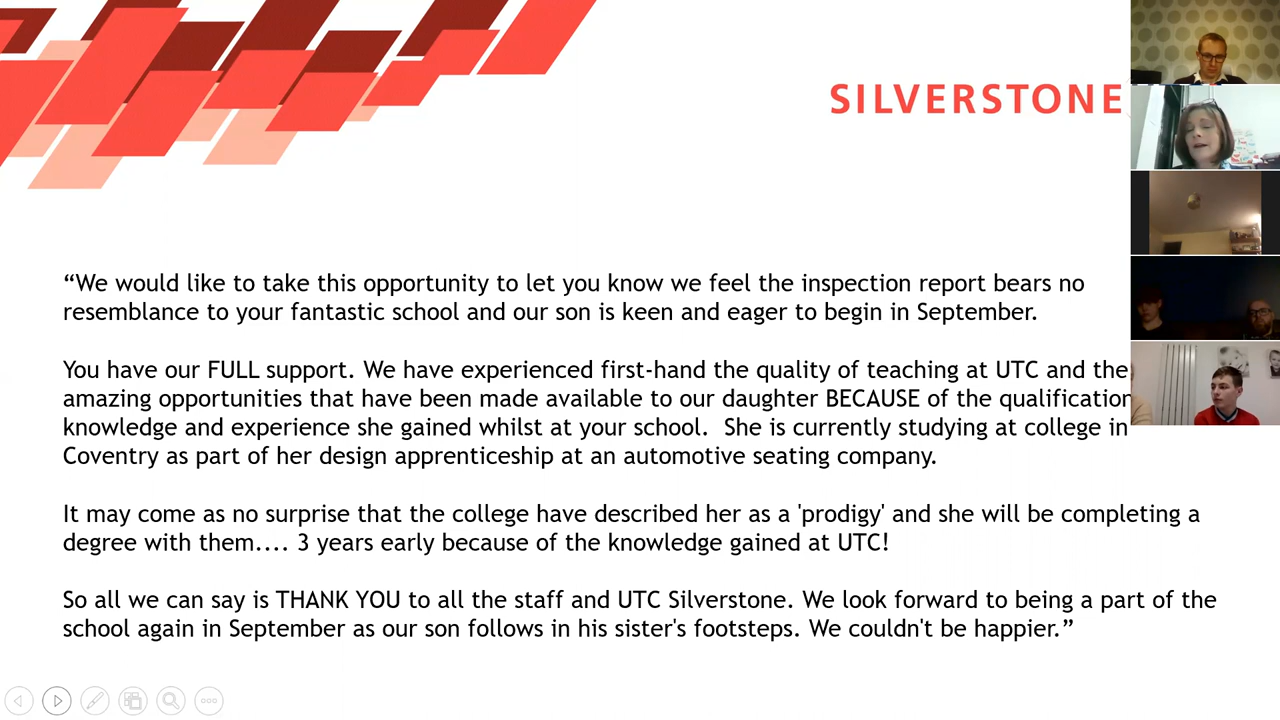 SILVERSTONE
“We would like to take this opportunity to let you know we feel the inspection report bears no
resemblance to your fantastic school and our son is keen and eager to begin in September.
You have our FULL support. We have experienced first-hand the quality of teaching at UTC and the
amazing opportunities that have been made available to our daughter BECAUSE of the qualification
knowledge and experience she gained whilst at your school.  She is currently studying at college in
Coventry as part of her design apprenticeship at an automotive seating company.
It may come as no surprise that the college have described her as a 'prodigy' and she will be completing a
degree with them.... 3 years early because of the knowledge gained at UTC!
So all we can say is THANK YOU to all the staff and UTC Silverstone. We look forward to being a part of the
school again in September as our son follows in his sister's footsteps. We couldn't be happier.”